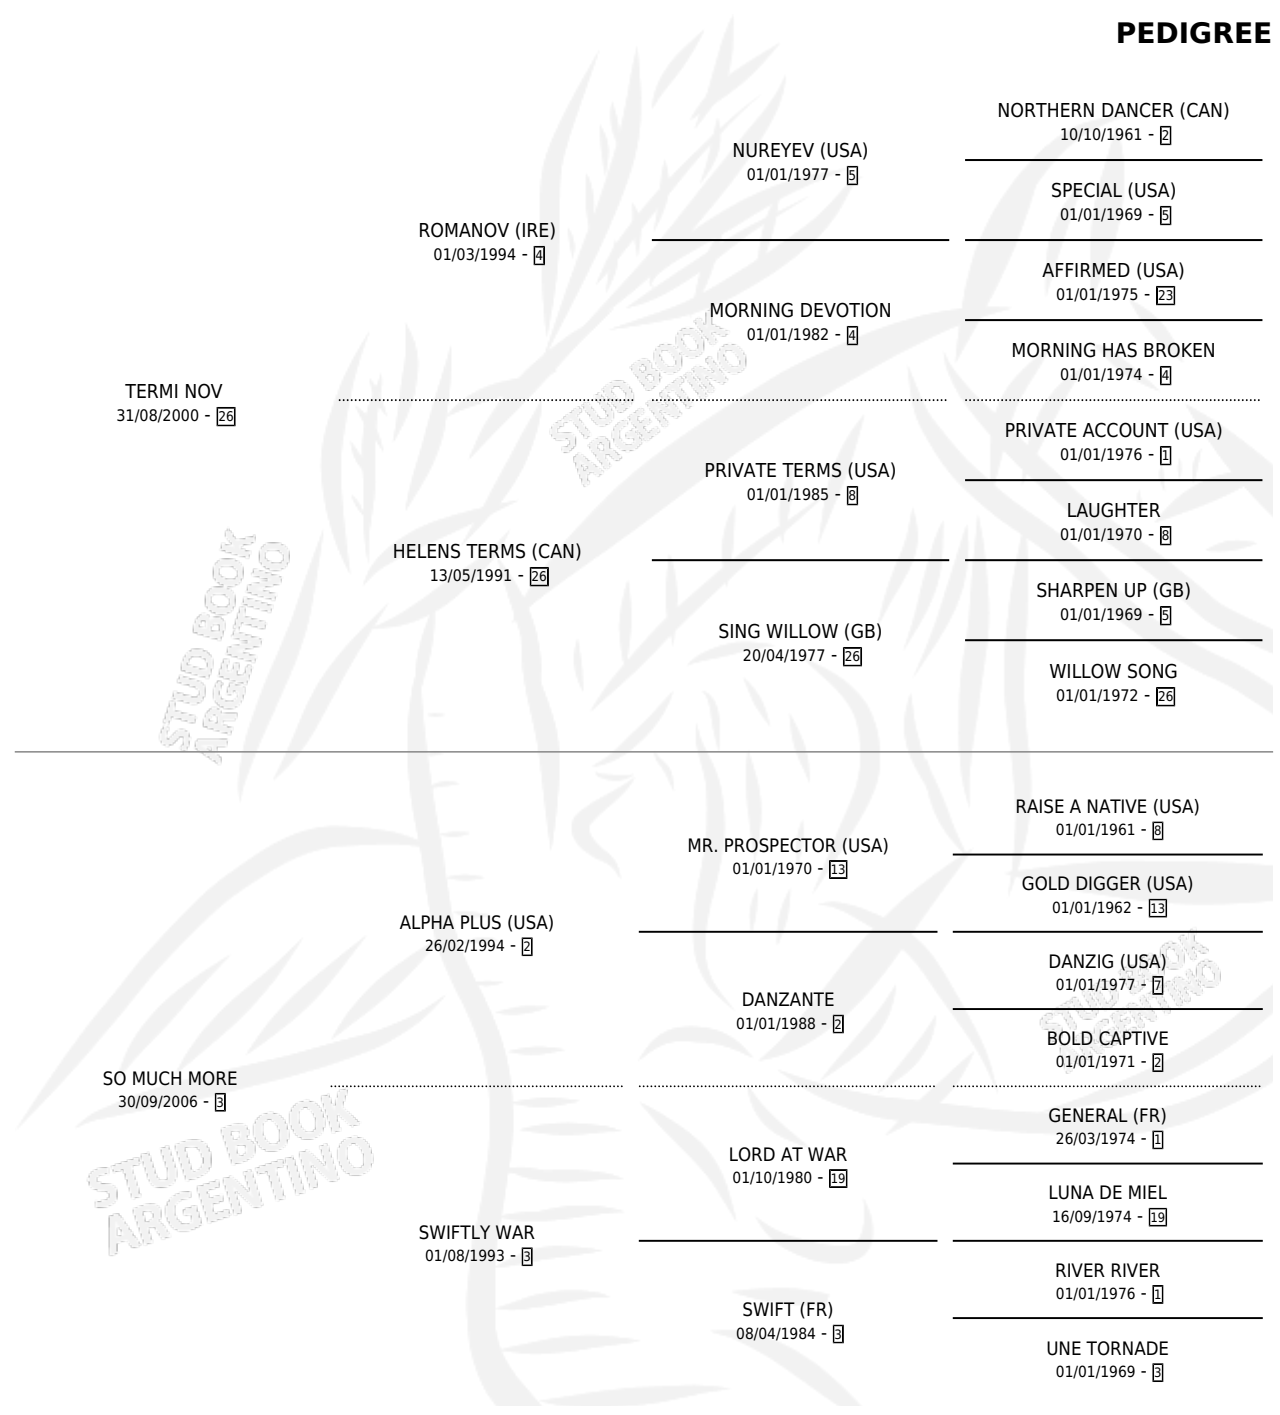 PEDIGREE
NORTHERN DANCER (CAN)
10/10/1961 - 2
NUREYEV (USA)
01/01/1977 - 5
SPECIAL (USA)
01/01/1969 - 5
ROMANOV (IRE)
01/03/1994 - 4
AFFIRMED (USA)
01/01/1975 - 23
MORNING DEVOTION
01/01/1982 - 4
MORNING HAS BROKEN
01/01/1974 - 4
TERMI NOV
31/08/2000 - 26
PRIVATE ACCOUNT (USA)
01/01/1976 - 1
PRIVATE TERMS (USA)
01/01/1985 - 8
LAUGHTER
01/01/1970 - 8
HELENS TERMS (CAN)
13/05/1991 - 26
SHARPEN UP (GB)
01/01/1969 - 5
SING WILLOW (GB)
20/04/1977 - 26
WILLOW SONG
01/01/1972 - 26
RAISE A NATIVE (USA)
01/01/1961 - 8
MR. PROSPECTOR (USA)
01/01/1970 - 13
GOLD DIGGER (USA)
01/01/1962 - 13
ALPHA PLUS (USA)
26/02/1994 - 2
DANZIG (USA)
01/01/1977 - 7
DANZANTE
01/01/1988 - 2
BOLD CAPTIVE
01/01/1971 - 2
SO MUCH MORE
30/09/2006 - 3
GENERAL (FR)
26/03/1974 - 1
LORD AT WAR
01/10/1980 - 19
LUNA DE MIEL
16/09/1974 - 19
SWIFTLY WAR
01/08/1993 - 3
RIVER RIVER
01/01/1976 - 1
SWIFT (FR)
08/04/1984 - 3
UNE TORNADE
01/01/1969 - 3
STUD BOOK
ARGENTINO
STUD BOOK
ARGENTINO
STUD BOOK
ARGENTINO
STUD BOOK
ARGENTINO